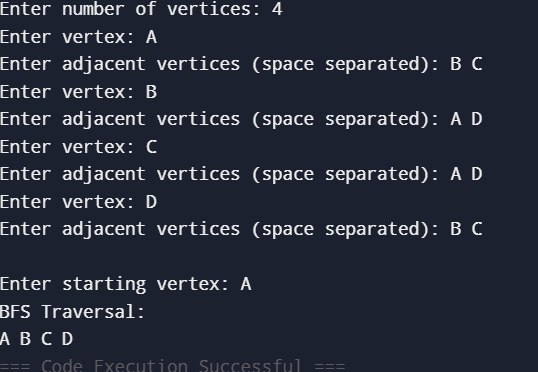 Enter number of vertices: 4
Enter vertex: A
Enter adjacent vertices (space separated): B C
Enter vertex: B
Enter adjacent vertices (space separated): A D
Enter vertex: C
Enter adjacent vertices (space separated): A D
Enter vertex: D
Enter adjacent vertices (space separated): B C
Enter starting vertex: A
BFS Traversal:
A B C D
=== Code Execution Successful ===